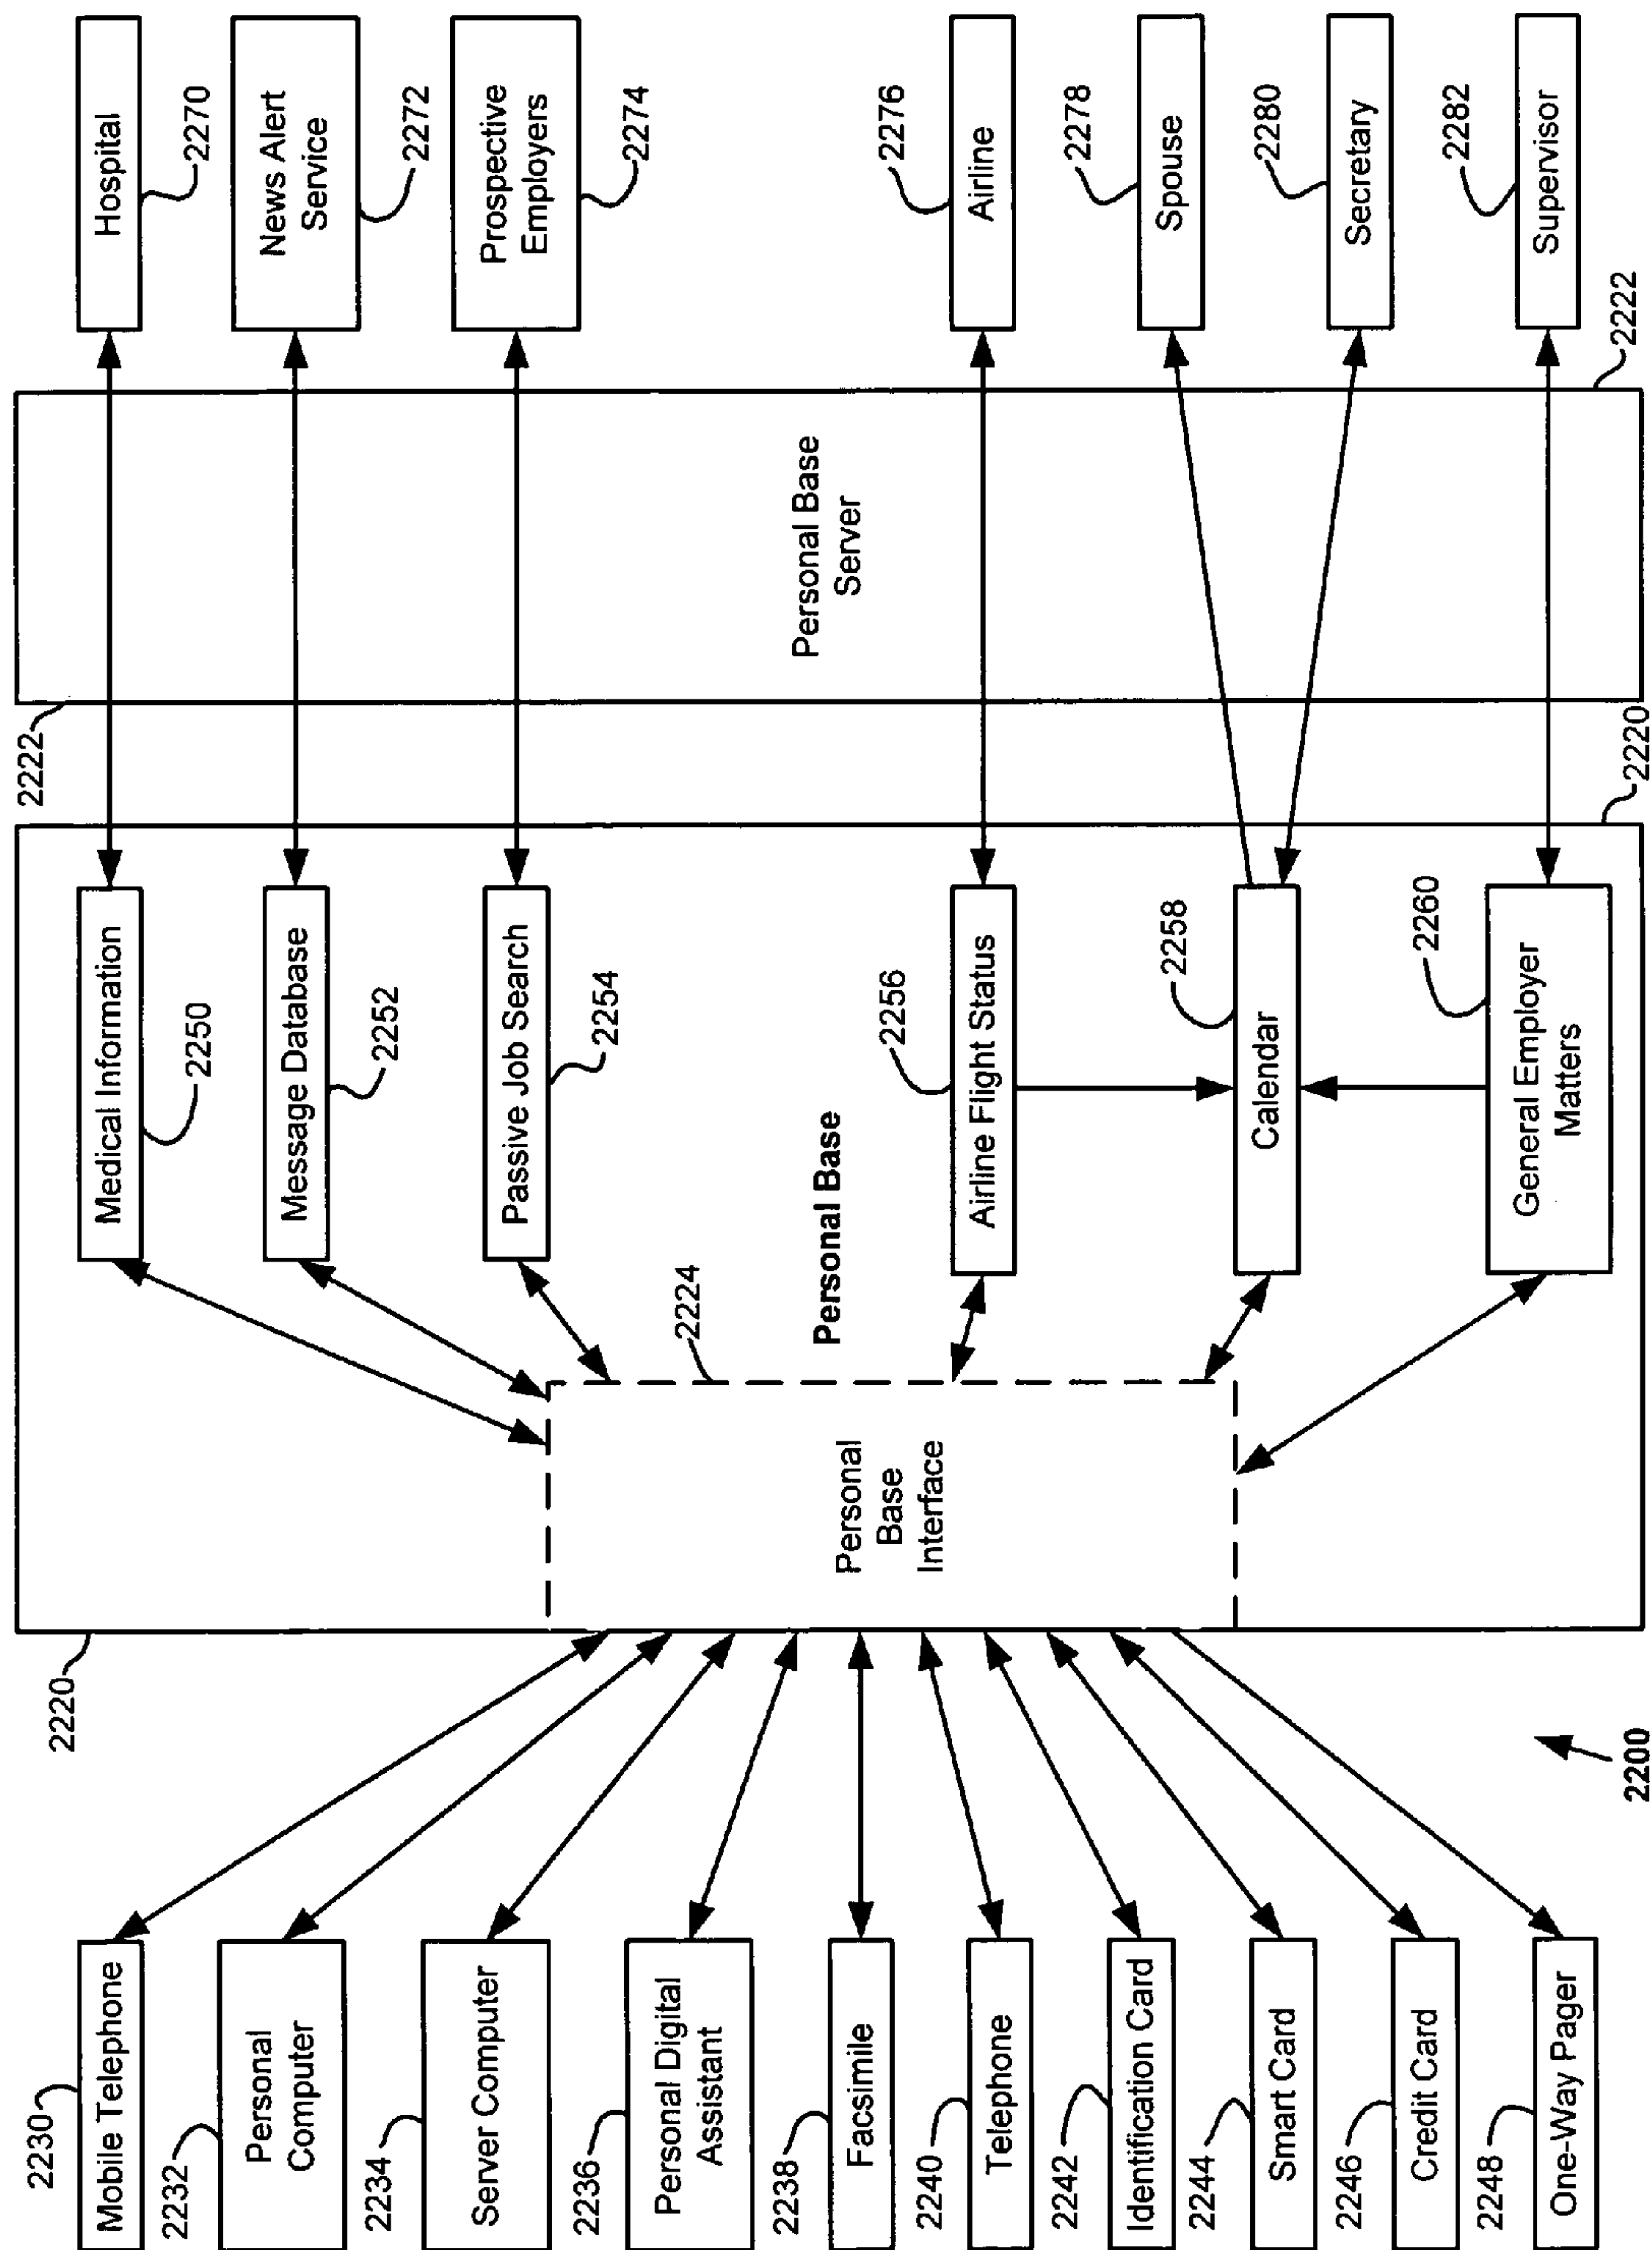 2230
Mobile Telephone
2232
Personal
Computer
2234
Server Computer
2236
Personal Digital
Assistant
2238
Facsimile
2240
Telephone
2242
Identification Card
2244
Smart Card
2246
Credit Card
2248
One-Way Pager
2200
2220
Personal
Base
Interface
2224
Personal Base
Medical Information
2250
Message Database
2252
Passive Job Search
2254
2256
Airline Flight Status
2258
Calendar
2260
General Employer
Matters
2220
2222
Personal Base
Server
2222
Hospital
2270
News Alert
Service
2272
Prospective
Employers
2274
2276
Airline
2278
Spouse
2280
Secretary
2282
Supervisor